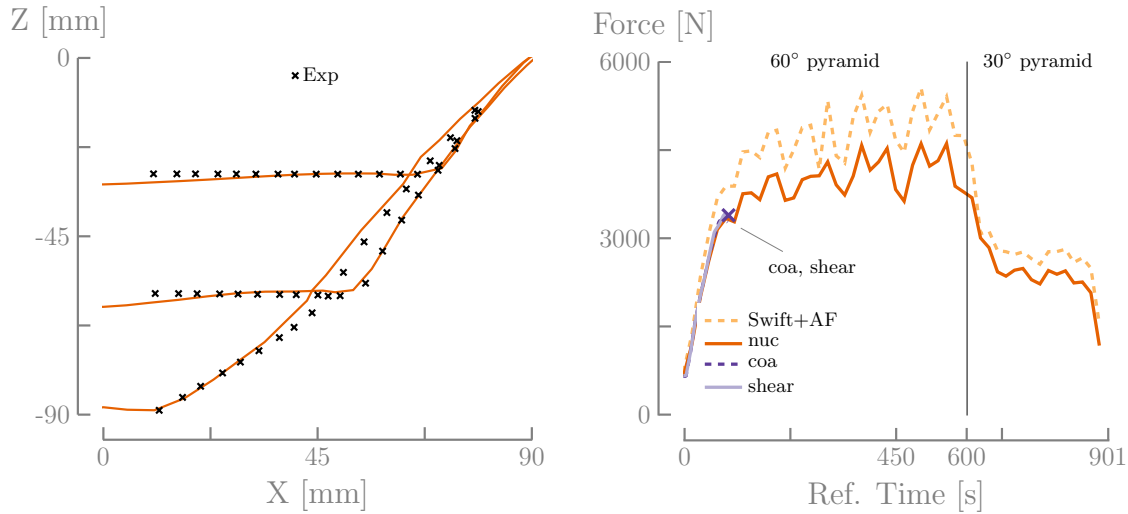 Z [mm]
0
-45
-90
Exp
0
45
90
X [mm]
Force [N]
6000
3000
0
60° pyramid
30° pyramid
coa, shear
Swift+AF
nuc
coa
shear
0
450
600
901
Ref. Time [s]